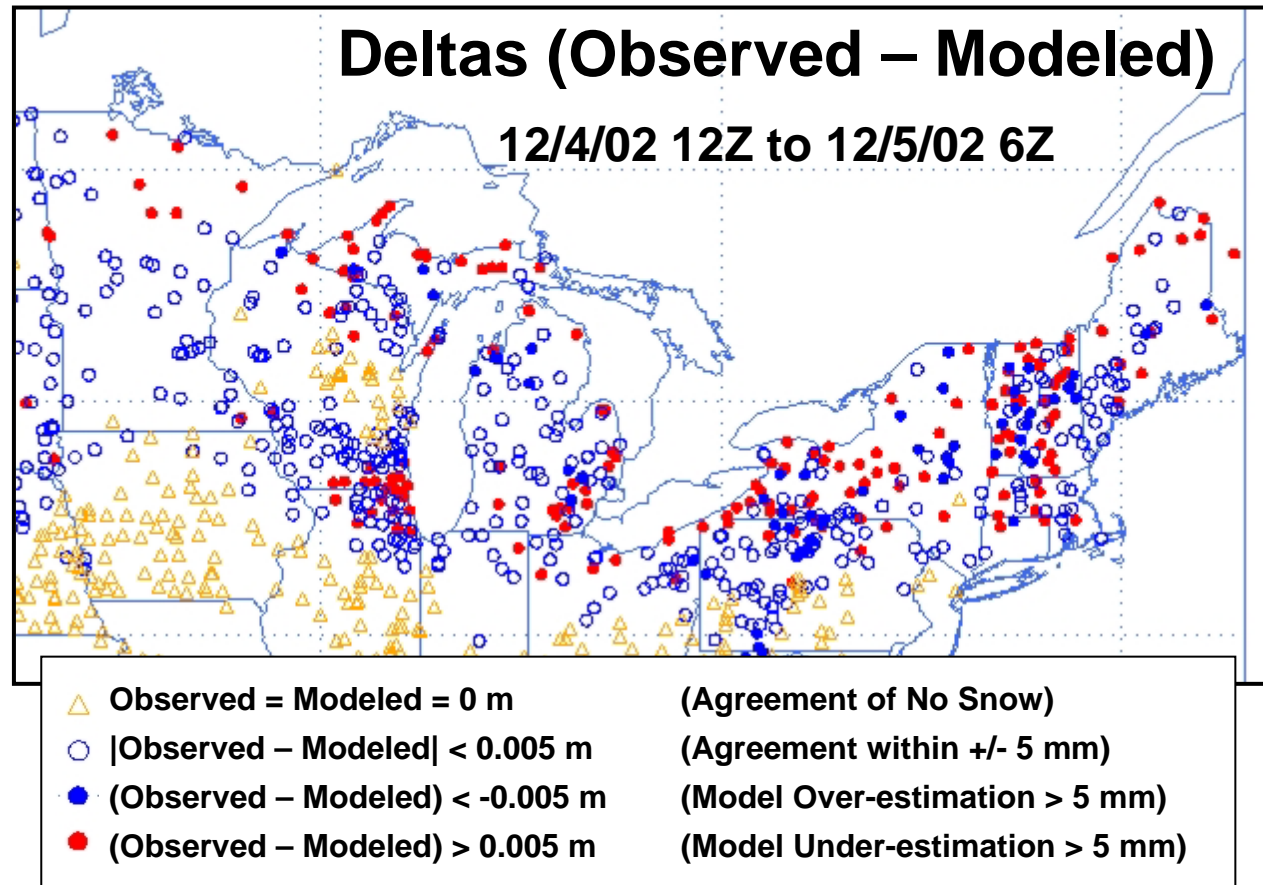 Deltas (Observed – Modeled)
12/4/02 12Z to 12/5/02 6Z
Observed = Modeled = 0 m (Agreement of No Snow)
|Observed – Modeled| < 0.005 m (Agreement within +/- 5 mm)
(Observed – Modeled) < -0.005 m (Model Over-estimation > 5 mm)
(Observed – Modeled) > 0.005 m (Model Under-estimation > 5 mm)